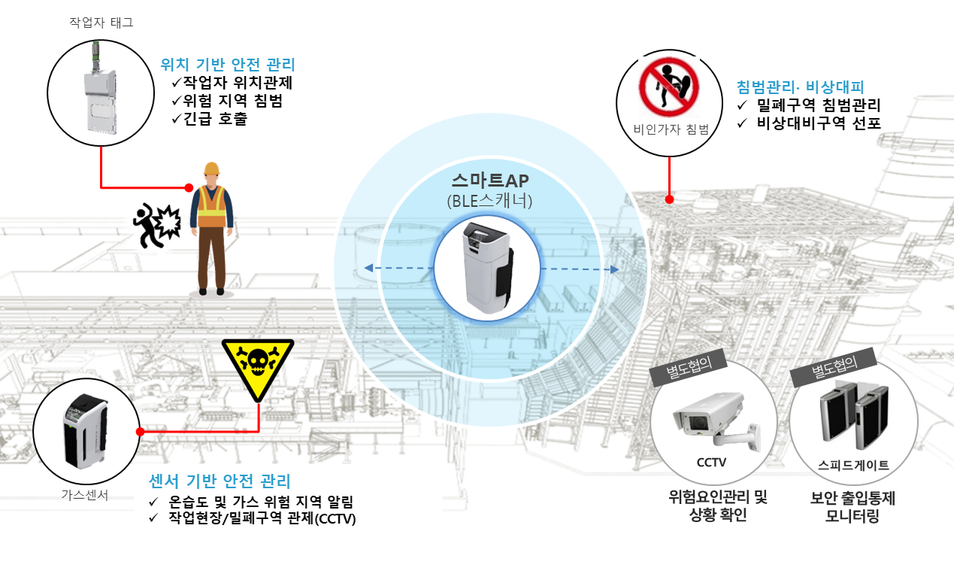 작업자 태그
위치 기반 안전 관리
✓작업자 위치관제
✓위험 지역 침범
✓긴급 호출
비인가자 침범
침범관리· 비상대피
✓ 밀폐구역 침범관리
✓ 비상대비구역 선포
스마트AP
(BLE스캐너)
가스센서
센서 기반 안전 관리
✓ 온습도 및 가스 위험 지역 알림
✓ 작업현장/밀폐구역 관제(CCTV)
별도협의
CCTV
위험요인관리 및
상황 확인
별도협의
스피드게이트
보안 출입통제
모니터링